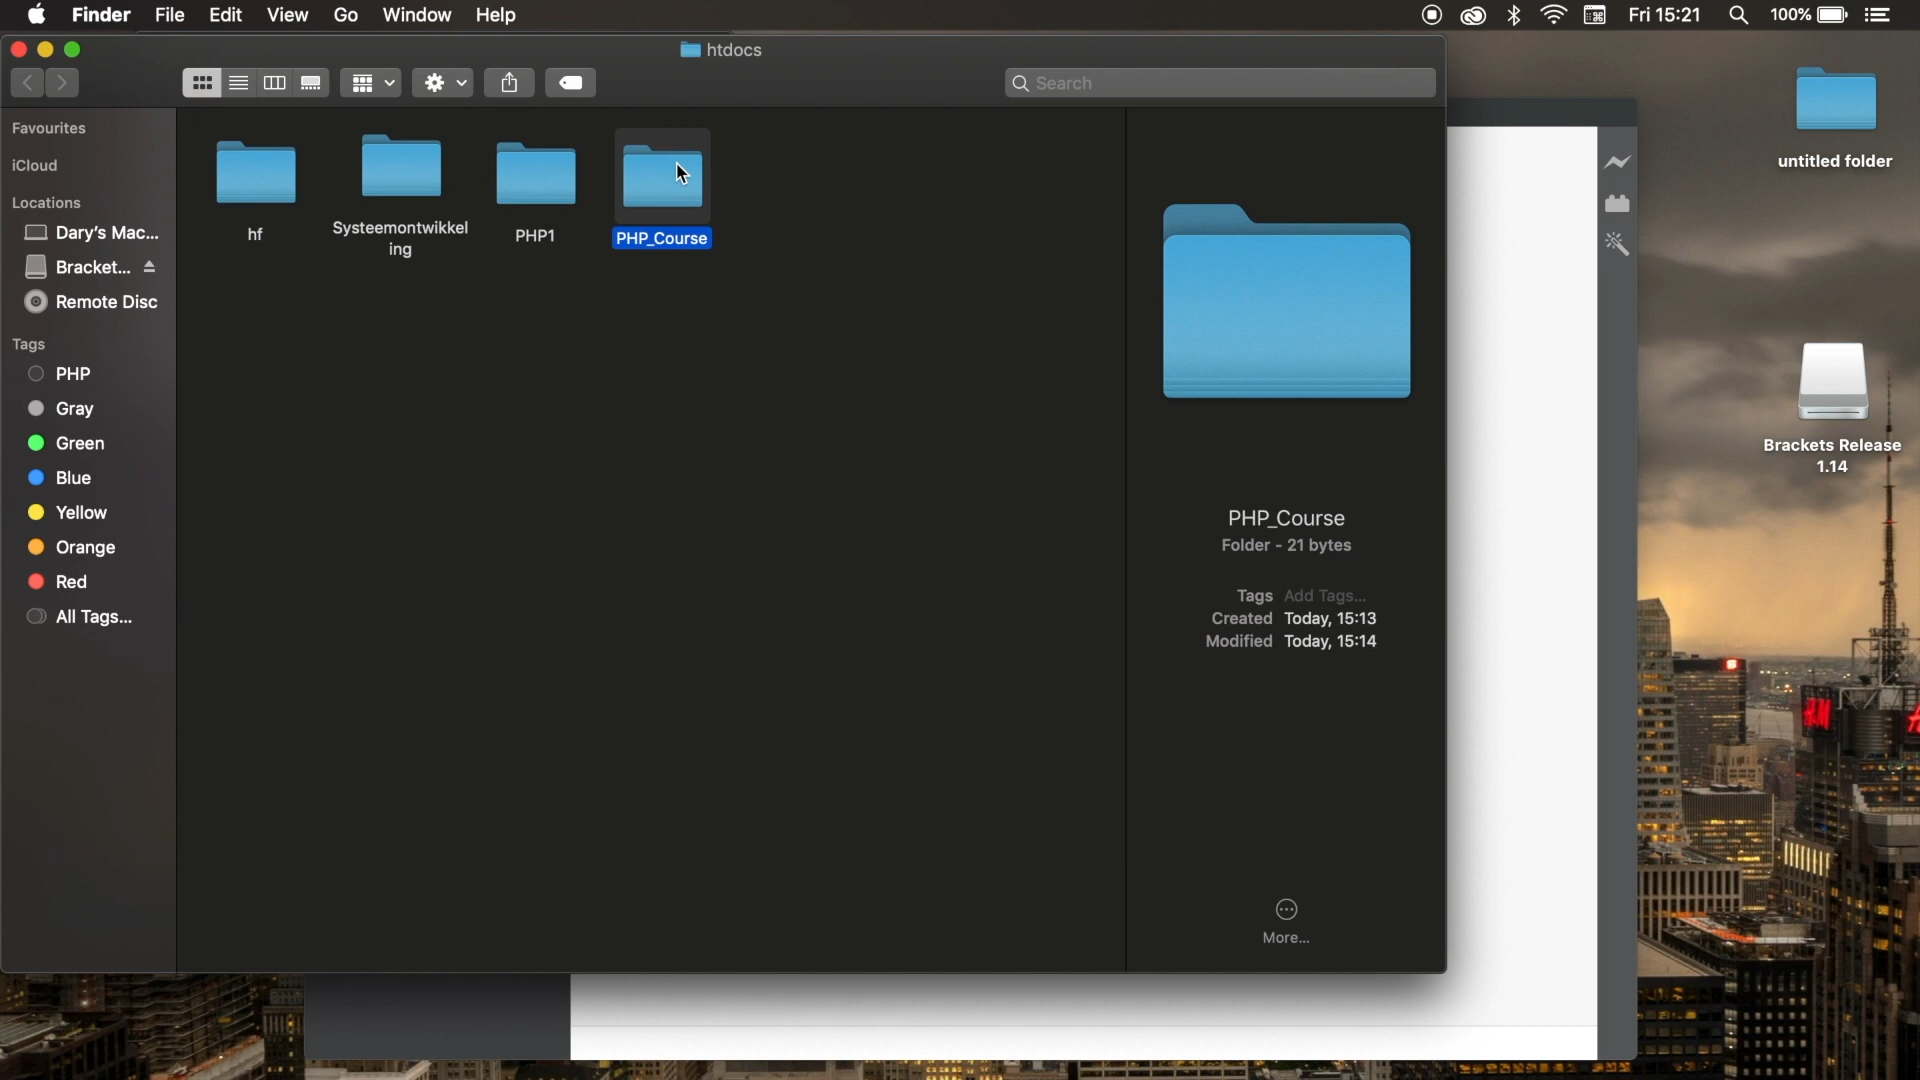 Finder File Edit View Go Window Help
Fri 15:21 100%
htdocs
Search
Favourites
iCloud
Locations
Dary's Mac...
Bracket...
Remote Disc
Tags
PHP
Gray
Green
Blue
Yellow
Orange
Red
All Tags...
hf
Systeemontwikkel
ing
PHP1
PHP_Course
PHP_Course
Folder - 21 bytes
Tags Add Tags...
Created Today, 15:13
Modified Today, 15:14
More...
untitled folder
Brackets Release
1.14
H&M